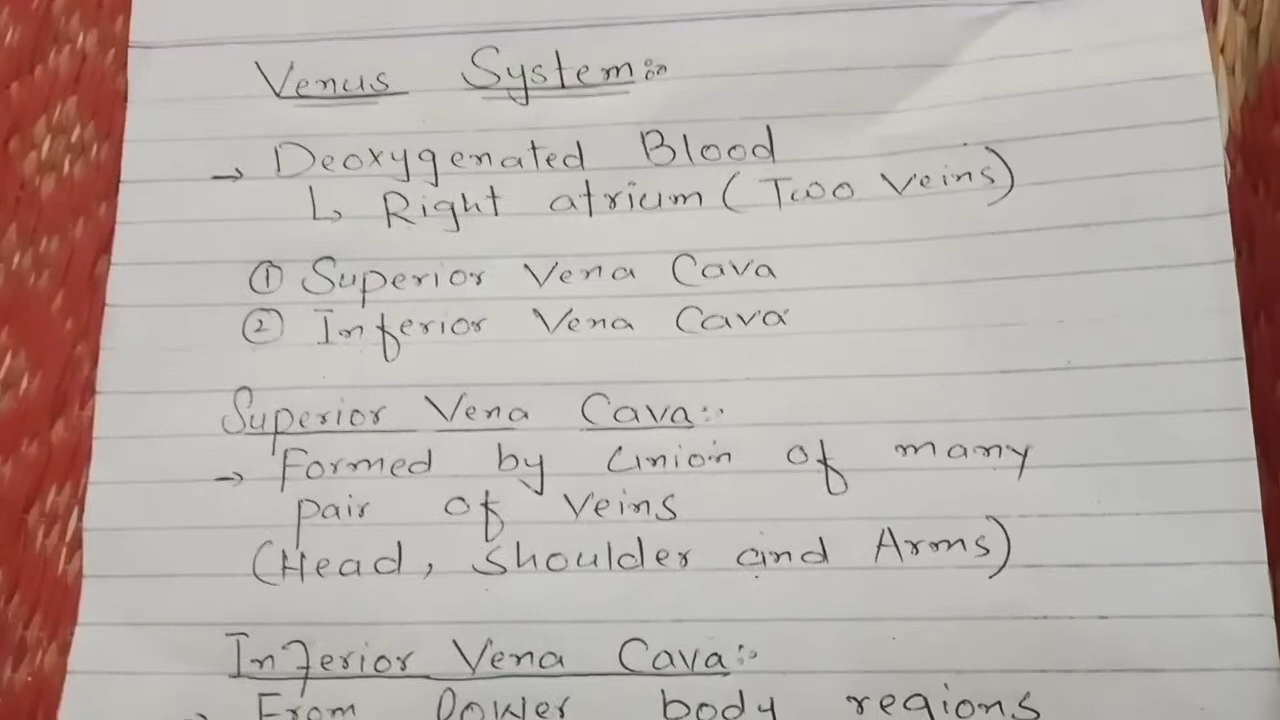 Venus System:-
→ Deoxygenated Blood
↳ Right atrium (Two Veins)
① Superior Vena Cava
② Inferior Vena Cava
Superior Vena Cava:-
→ Formed by Union of many
pair of Veins
(Head, Shoulder and Arms)
Inferior Vena Cava:-
→ From lower body regions